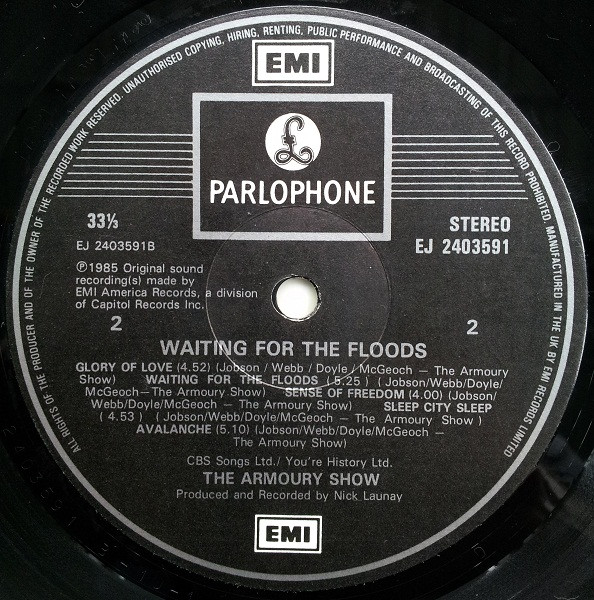 ALL RIGHTS OF THE PRODUCER AND OF THE OWNER OF THE RECORDED WORK RESERVED. UNAUTHORISED COPYING, HIRING, RENTING, PUBLIC PERFORMANCE AND BROADCASTING OF THIS RECORD PROHIBITED. MANUFACTURED IN THE UK BY EMI RECORDS LIMITED
EMI
£
PARLOPHONE
33⅓
STEREO
EJ 2403591B
EJ 2403591
℗1985 Original sound
recording(s) made by
EMI America Records, a division
of Capitol Records Inc.
2
2
WAITING FOR THE FLOODS
GLORY OF LOVE (4.52) (Jobson / Webb / Doyle / McGeoch - The Armoury
Show) WAITING FOR THE FLOODS (5.25) (Jobson/Webb/Doyle/
McGeoch—The Armoury Show) SENSE OF FREEDOM (4.00) (Jobson/
Webb/Doyle/McGeoch - The Armoury Show) SLEEP CITY SLEEP
( 4.53 ) (Jobson/Webb/Doyle/McGeoch - The Armoury Show )
AVALANCHE (5.10) (Jobson/Webb/Doyle/McGeoch —
The Armoury Show)
CBS Songs Ltd./ You're History Ltd.
THE ARMOURY SHOW
Produced and Recorded by Nick Launay
EMI